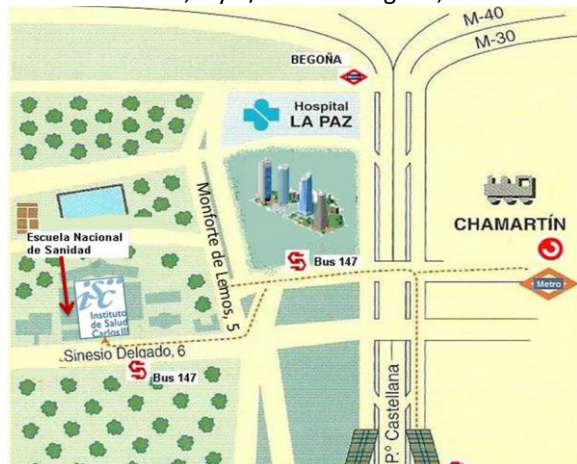 M-40
M-30
BEGOÑA
Hospital
LA PAZ
Monforte de Lemos, 5
CHAMARTÍN
Escuela Nacional
de Sanidad
Bus 147
Metro
isc
Instituto
de Salud
Carlos III
Sinesio Delgado, 6
Bus 147
P.º Castellana